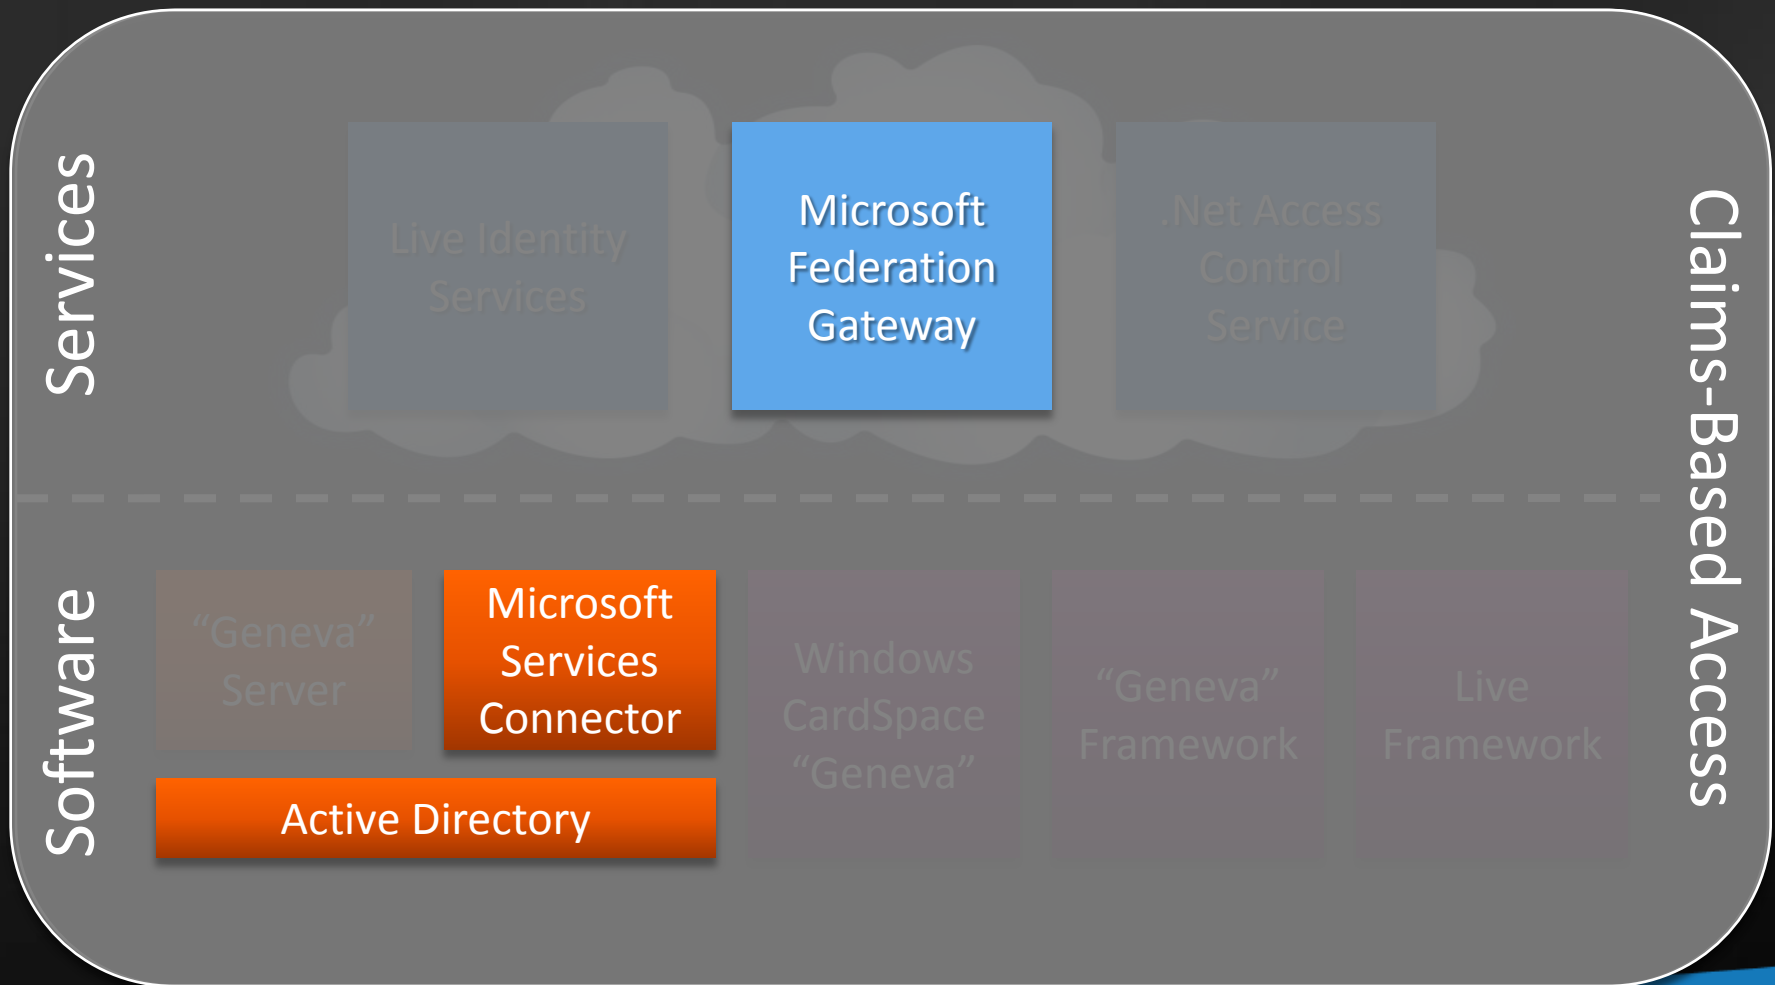 Services
Live Identity
Services
Microsoft
Federation
Gateway
.Net Access
Control
Service
Claims-Based Access
Software
“Geneva”
Server
Microsoft
Services
Connector
Windows
CardSpace
“Geneva”
“Geneva”
Framework
Live
Framework
Active Directory